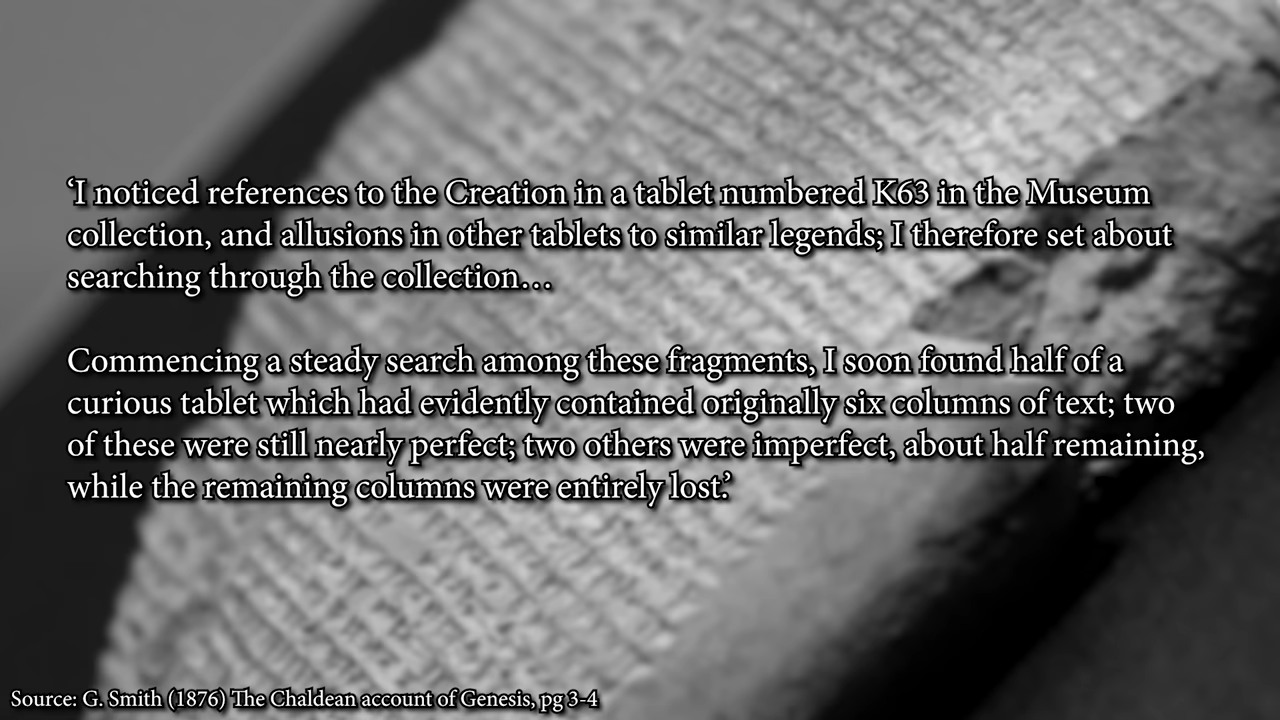 ‘I noticed references to the Creation in a tablet numbered K63 in the Museum
collection, and allusions in other tablets to similar legends; I therefore set about
searching through the collection…
Commencing a steady search among these fragments, I soon found half of a
curious tablet which had evidently contained originally six columns of text; two
of these were still nearly perfect; two others were imperfect, about half remaining,
while the remaining columns were entirely lost.’
Source: G. Smith (1876) The Chaldean account of Genesis, pg 3-4